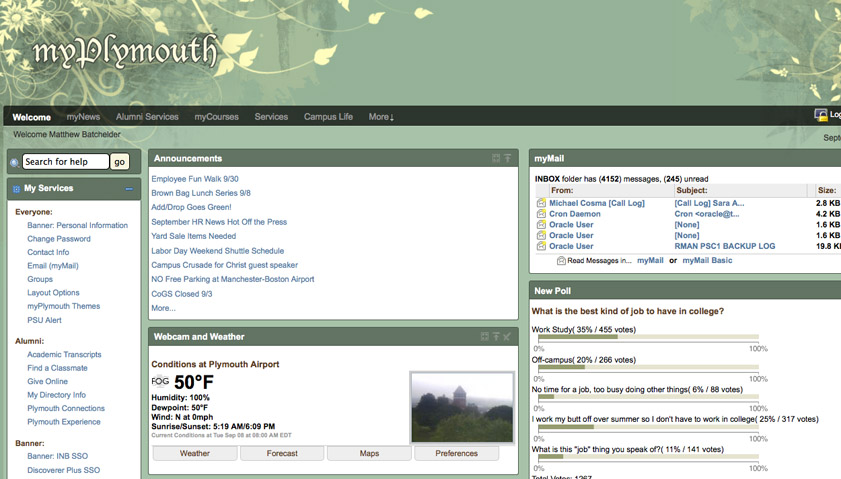 myPlymouth
Welcome myNews Alumni Services myCourses Services Campus Life More↓
Welcome Matthew Batchelder
Search for help go
My Services
Everyone:
Banner: Personal Information
Change Password
Contact Info
Email (myMail)
Groups
Layout Options
myPlymouth Themes
PSU Alert
Alumni:
Academic Transcripts
Find a Classmate
Give Online
My Directory Info
Plymouth Connections
Plymouth Experience
Banner:
Banner: INB SSO
Discoverer Plus SSO
Announcements
Employee Fun Walk 9/30
Brown Bag Lunch Series 9/8
Add/Drop Goes Green!
September HR News Hot Off the Press
Yard Sale Items Needed
Labor Day Weekend Shuttle Schedule
Campus Crusade for Christ guest speaker
NO Free Parking at Manchester-Boston Airport
CoGS Closed 9/3
More...
Webcam and Weather
Conditions at Plymouth Airport
FOG 50°F
Humidity: 100%
Dewpoint: 50°F
Wind: N at 0mph
Sunrise/Sunset: 5:19 AM/6:09 PM
Current Conditions at Tue Sep 08 at 08:00 AM EDT
Weather Forecast Maps Preferences
Log
Sept
myMail
INBOX folder has (4152) messages, (245) unread
From: Subject: Size:
Michael Cosma [Call Log] [Call Log] Sara A... 2.8 KB
Cron Daemon Cron <oracle@t... 4.2 KB
Oracle User [None] 1.6 KB
Oracle User [None] 1.6 KB
Oracle User RMAN PSC1 BACKUP LOG 19.8 K
Read Messages in... myMail or myMail Basic
New Poll
What is the best kind of job to have in college?
Work Study( 35% / 455 votes)
0% 100%
Off-campus( 20% / 266 votes)
0% 100%
No time for a job, too busy doing other things( 6% / 88 votes)
0% 100%
I work my butt off over summer so I don't have to work in college( 25% / 317 votes)
0% 100%
What is this "job" thing you speak of?( 11% / 141 votes)
0% 100%
Total Votes: 1267